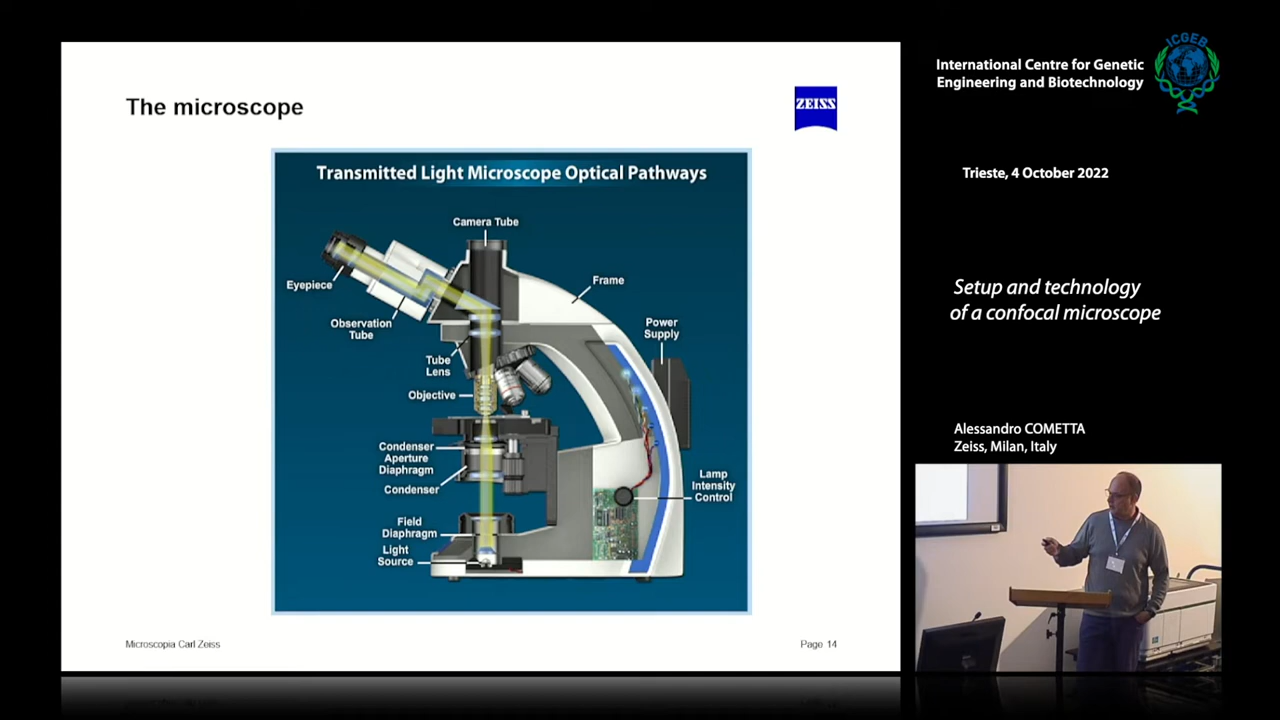 The microscope
ZEISS
Transmitted Light Microscope Optical Pathways
Camera Tube
Eyepiece
Frame
Observation
Tube
Power
Supply
Tube
Lens
Objective
Condenser
Aperture
Diaphragm
Condenser
Lamp
Intensity
Control
Field
Diaphragm
Light
Source
Microscopia Carl Zeiss
Page 14
International Centre for Genetic
Engineering and Biotechnology
ICGEB
Trieste, 4 October 2022
Setup and technology
of a confocal microscope
Alessandro COMETTA
Zeiss, Milan, Italy